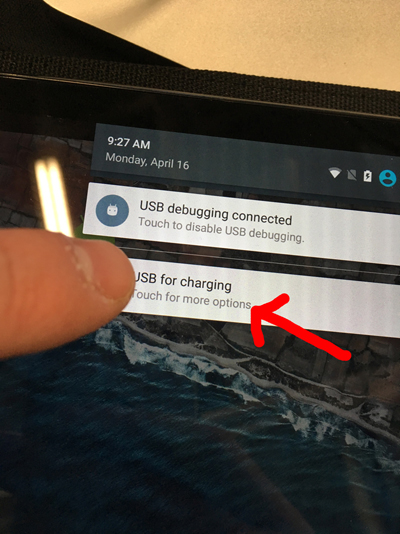 9:27 AM
Monday, April 16
USB debugging connected
Touch to disable USB debugging.
USB for charging
Touch for more options.